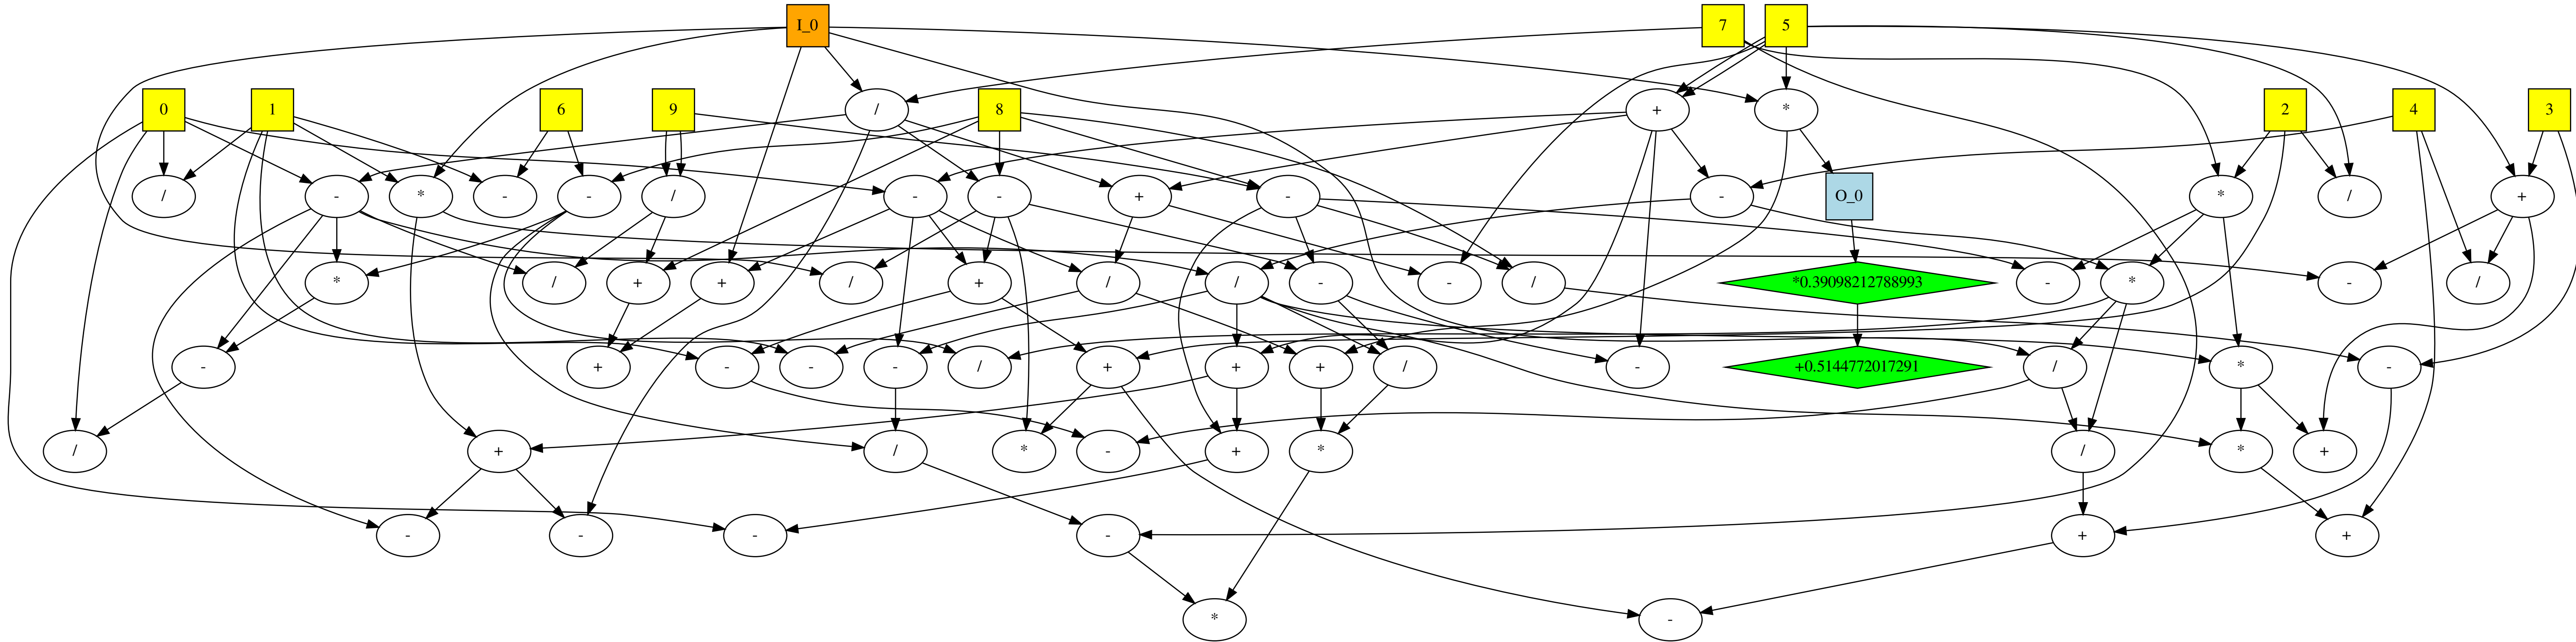 I_0 7 5
0 1 6 9 / 8 + * 2 4 3
/ - * - - / - - + - - O_0 * / +
* / + + / + / / - - / *0.39098212788993 - * - /
- + - - - / + + + / - +0.5144772017291 / * -
/ + / * - + * / * +
- - - - + +
* -